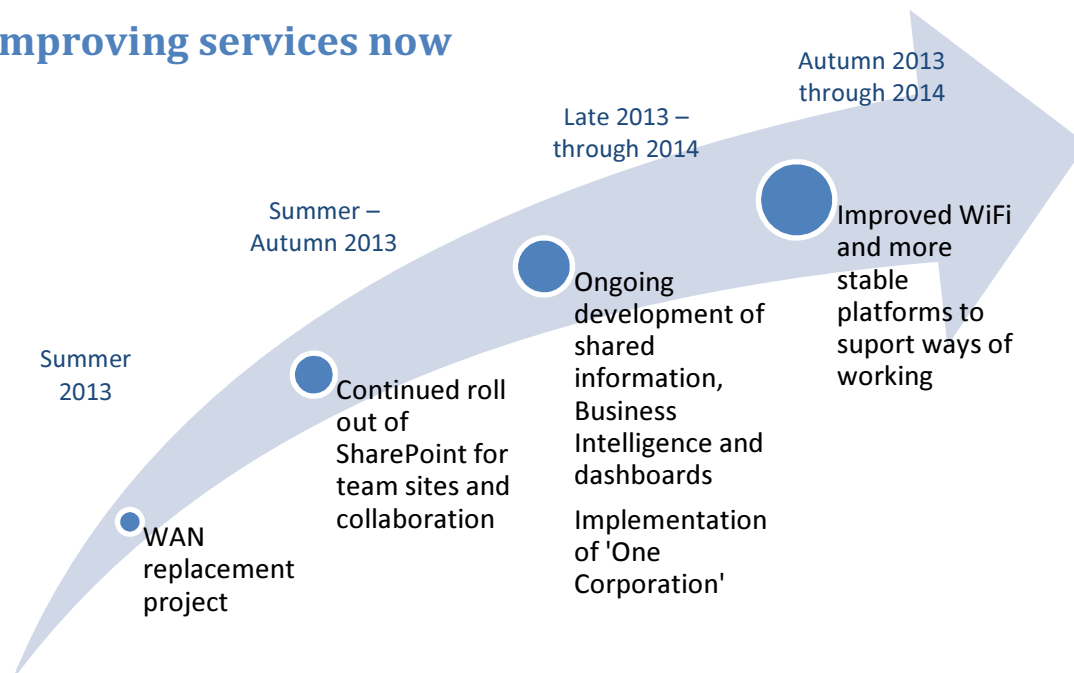 mproving services now
Summer
2013
WAN
replacement
project
Summer –
Autumn 2013
Continued roll
out of
SharePoint for
team sites and
collaboration
Late 2013 –
through 2014
Ongoing
development of
shared
information,
Business
Intelligence and
dashboards
Implementation
of 'One
Corporation'
Autumn 2013
through 2014
Improved WiFi
and more
stable
platforms to
suport ways of
working